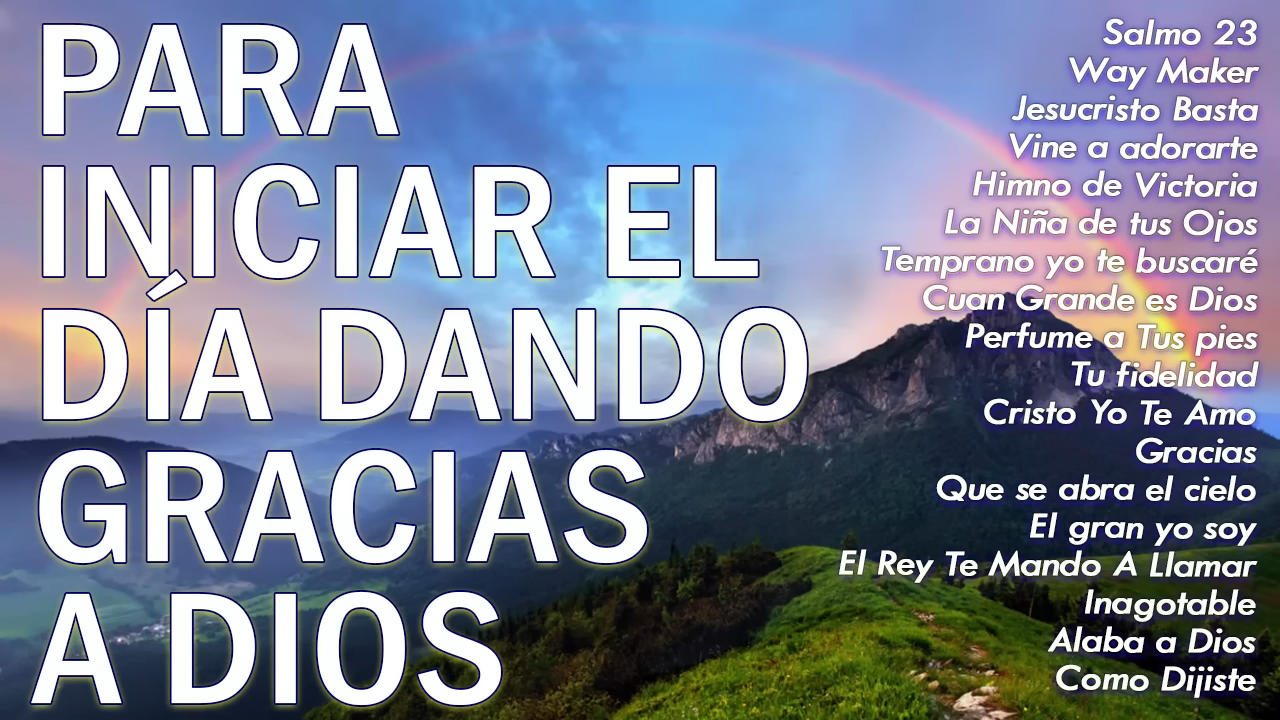 PARA
INICIAR EL
DÍA DANDO
GRACIAS
A DIOS
Salmo 23
Way Maker
Jesucristo Basta
Vine a adorarte
Himno de Victoria
La Niña de tus Ojos
Temprano yo te buscaré
Cuan Grande es Dios
Perfume a Tus pies
Tu fidelidad
Cristo Yo Te Amo
Gracias
Que se abra el cielo
El gran yo soy
El Rey Te Mando A Llamar
Inagotable
Alaba a Dios
Como Dijiste